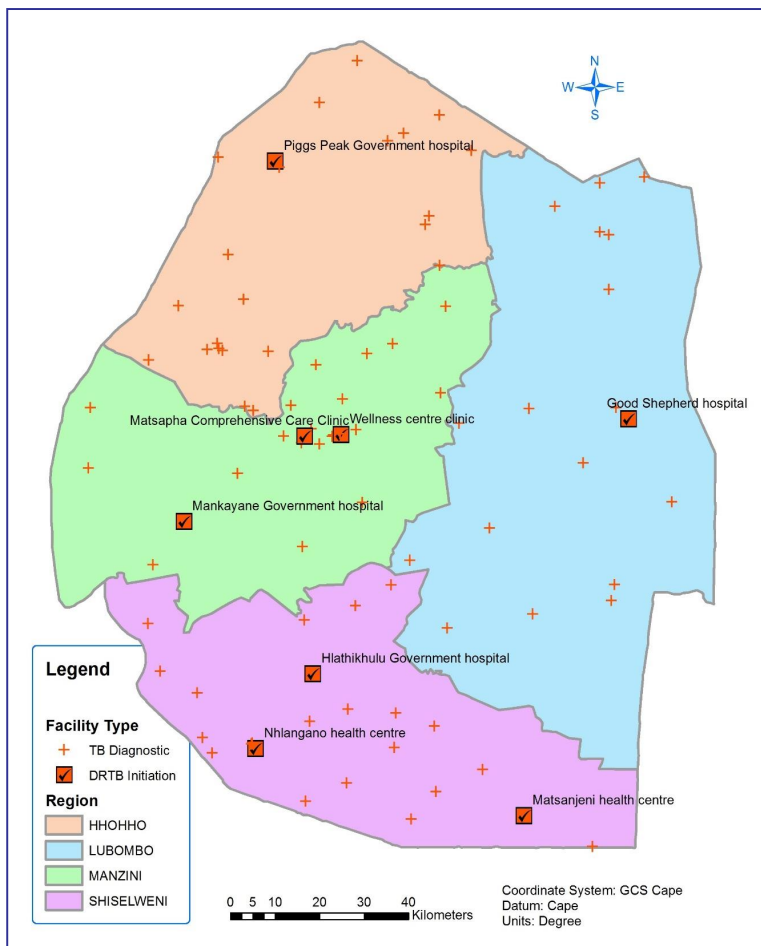 N
W E
S
Piggs Peak Government hospital
Good Shepherd hospital
Matsapha Comprehensive Care Clinic
Wellness centre clinic
Mankayane Government hospital
Hlathikhulu Government hospital
Nhlangano health centre
Matsanjeni health centre
Legend
Facility Type
TB Diagnostic
DRTB Initiation
Region
HHOHHO
LUBOMBO
MANZINI
SHISELWENI
0 5 10 20 30 40
Kilometers
Coordinate System: GCS Cape
Datum: Cape
Units: Degree